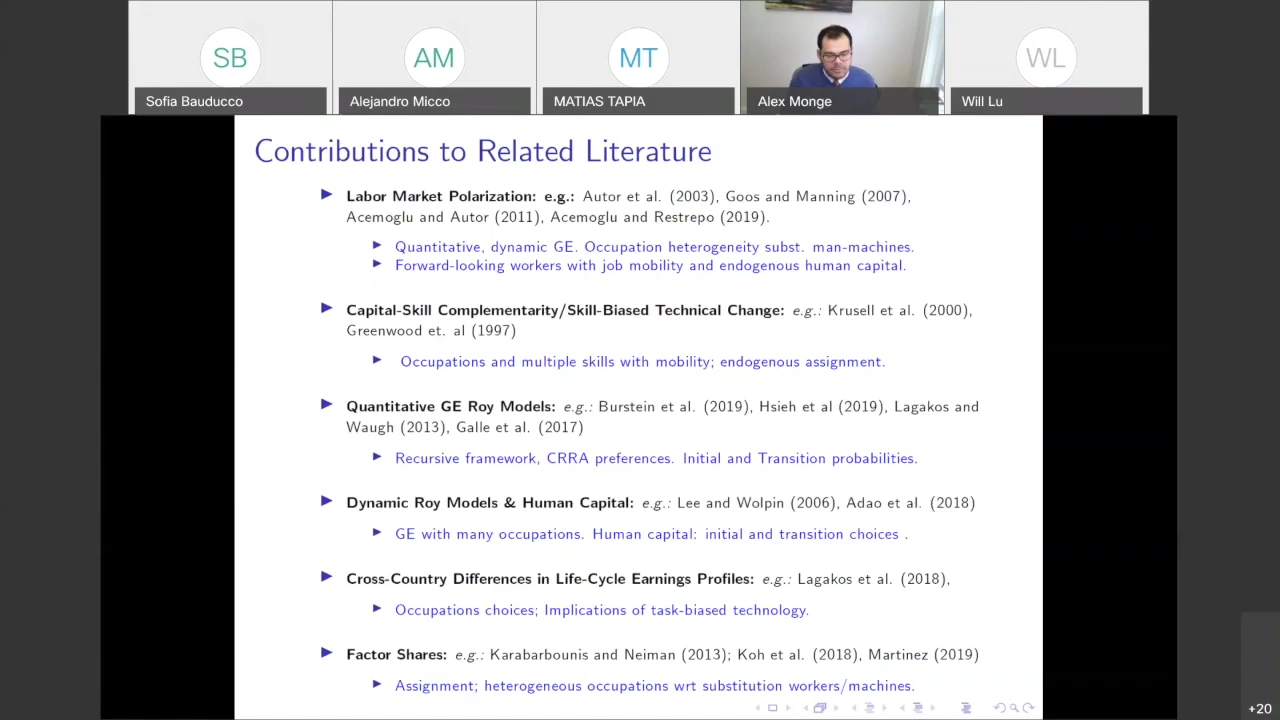 SB
AM
MT
WL
Sofia Bauducco
Alejandro Micco
MATIAS TAPIA
Alex Monge
Will Lu
Contributions to Related Literature
Labor Market Polarization: e.g.: Autor et al. (2003), Goos and Manning (2007),
Acemoglu and Autor (2011), Acemoglu and Restrepo (2019).
Quantitative, dynamic GE. Occupation heterogeneity subst. man-machines.
Forward-looking workers with job mobility and endogenous human capital.
Capital-Skill Complementarity/Skill-Biased Technical Change: e.g.: Krusell et al. (2000),
Greenwood et. al (1997)
Occupations and multiple skills with mobility; endogenous assignment.
Quantitative GE Roy Models: e.g.: Burstein et al. (2019), Hsieh et al (2019), Lagakos and
Waugh (2013), Galle et al. (2017)
Recursive framework, CRRA preferences. Initial and Transition probabilities.
Dynamic Roy Models & Human Capital: e.g.: Lee and Wolpin (2006), Adao et al. (2018)
GE with many occupations. Human capital: initial and transition choices .
Cross-Country Differences in Life-Cycle Earnings Profiles: e.g.: Lagakos et al. (2018),
Occupations choices; Implications of task-biased technology.
Factor Shares: e.g.: Karabarbounis and Neiman (2013); Koh et al. (2018), Martinez (2019)
Assignment; heterogeneous occupations wrt substitution workers/machines.
+20